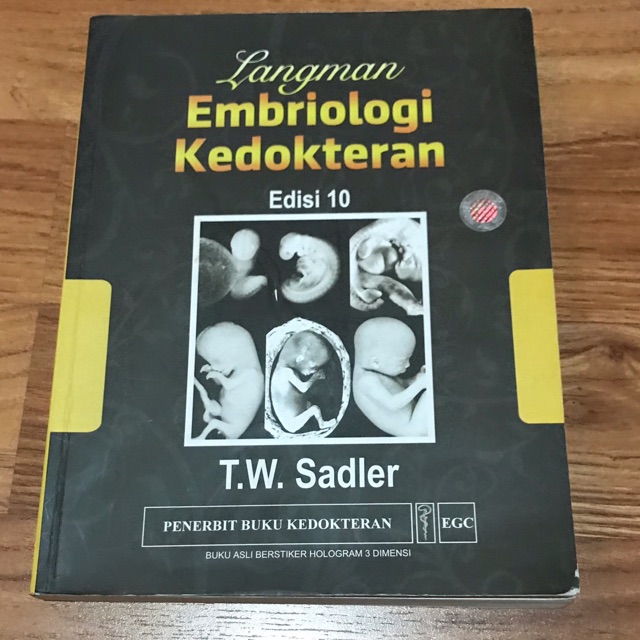 Langman
Embriologi
Kedokteran
Edisi 10
T.W. Sadler
PENERBIT BUKU KEDOKTERAN
EGC
BUKU ASLI BERSTIKER HOLOGRAM 3 DIMENSI